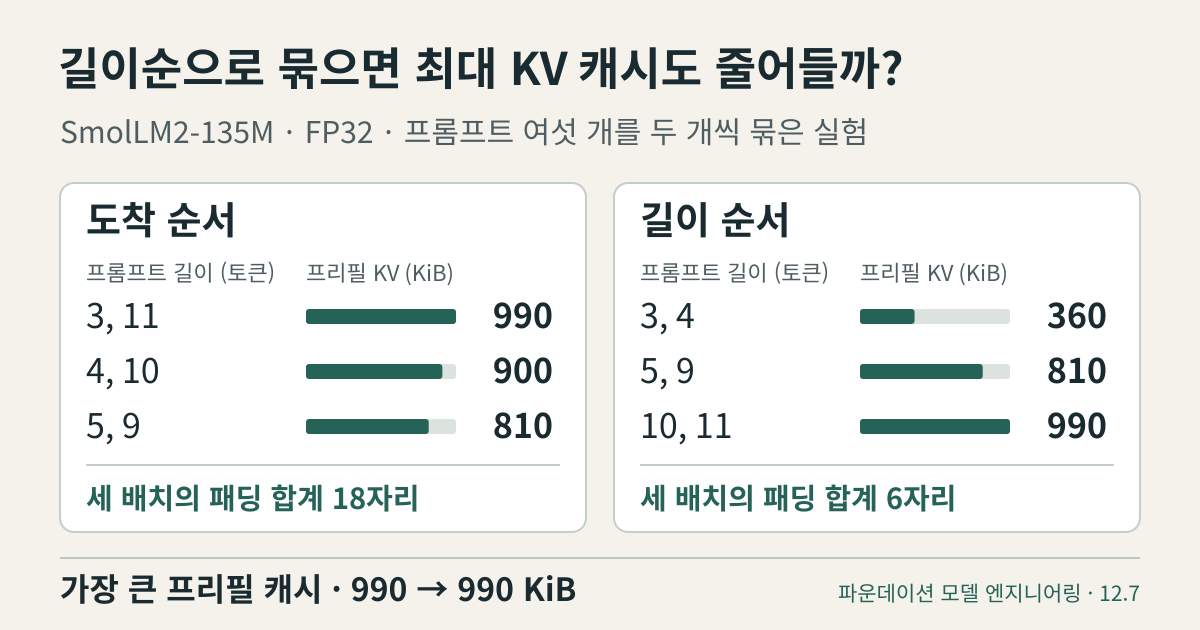 길이순으로 묶으면 최대 KV 캐시도 줄어들까?
SmolLM2-135M · FP32 · 프롬프트 여섯 개를 두 개씩 묶은 실험
도착 순서
프롬프트 길이 (토큰) 프리필 KV (KiB)
3, 11 990
4, 10 900
5, 9 810
세 배치의 패딩 합계 18자리
길이 순서
프롬프트 길이 (토큰) 프리필 KV (KiB)
3, 4 360
5, 9 810
10, 11 990
세 배치의 패딩 합계 6자리
가장 큰 프리필 캐시 · 990 → 990 KiB
파운데이션 모델 엔지니어링 · 12.7